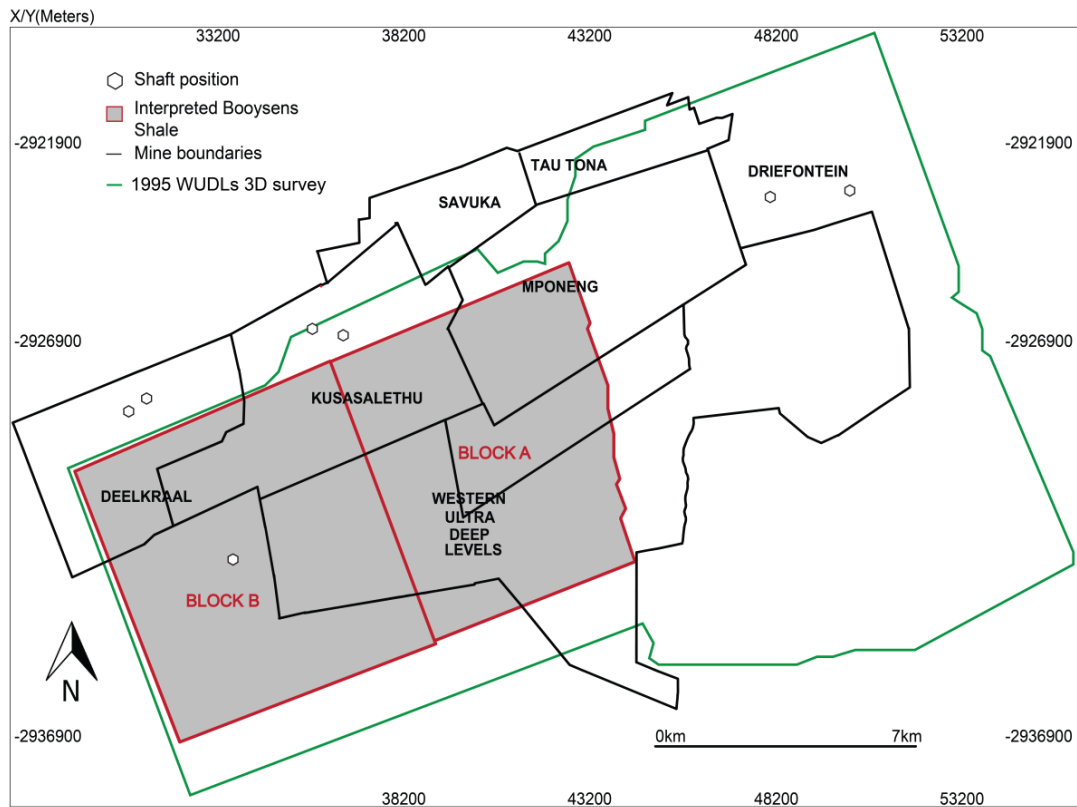 X/Y(Meters)
33200 38200 43200 48200 53200
Shaft position
Interpreted Booysens
Shale
Mine boundaries
1995 WUDLs 3D survey
-2921900 -2921900
TAU TONA
DRIEFONTEIN
SAVUKA
MPONENG
-2926900 -2926900
KUSASALETHU
BLOCK A
DEELKRAAL
WESTERN
ULTRA
DEEP
LEVELS
BLOCK B
N
-2936900 -2936900
0km 7km
38200 43200 48200 53200